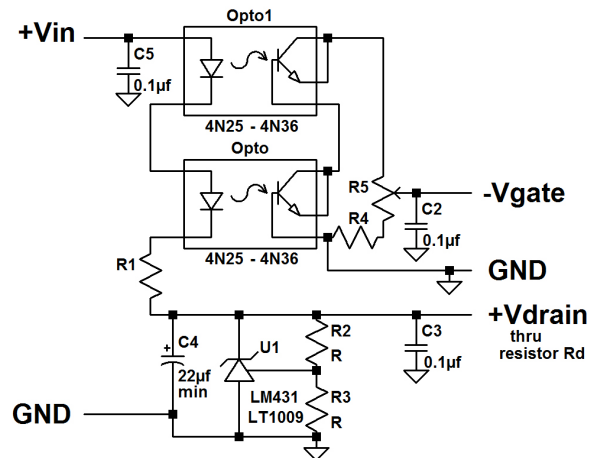 Opto1
+Vin
C5
0.1µf
4N25 - 4N36
Opto
R5
-Vgate
R4
C2
0.1µf
4N25 - 4N36
R1
GND
+Vdrain
thru
resistor Rd
C4
+
22µf
min
U1
R2
R
C3
0.1µf
LM431
LT1009
R3
R
GND